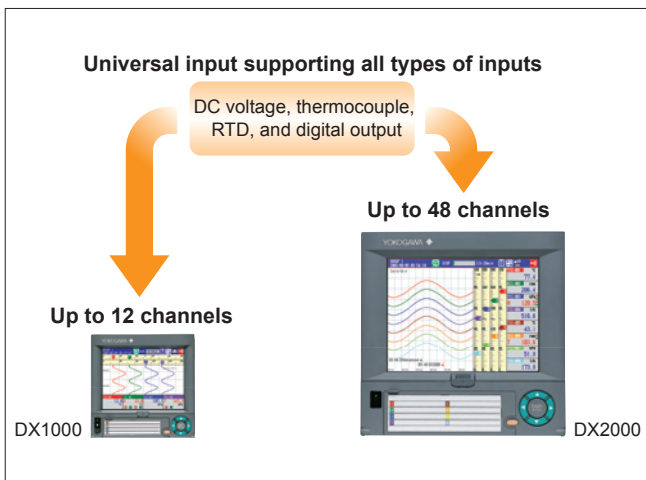 Universal input supporting all types of inputs
DC voltage, thermocouple,
RTD, and digital output
Up to 48 channels
YOKOGAWA
Up to 12 channels
DX1000
DX2000